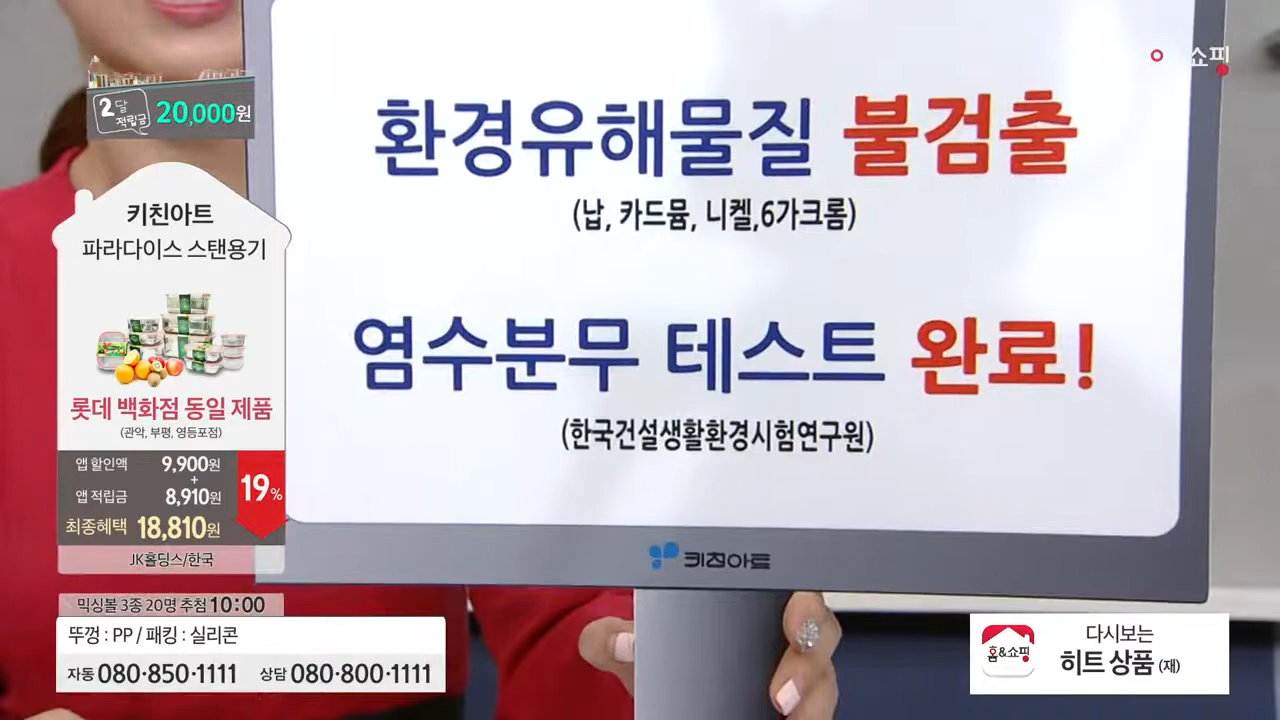 쇼핑
2달
적립금
20,000원
환경유해물질 불검출
(납, 카드뮴, 니켈,6가크롬)
염수분무 테스트 완료!
(한국건설생활환경시험연구원)
키친아트
키친아트
파라다이스 스탠용기
롯데 백화점 동일 제품
(관악, 부평, 영등포점)
앱 할인액 9,900원
+
앱 적립금 8,910원
19%
최종혜택 18,810원
JK홀딩스/한국
믹싱볼 3종 20명 추첨 10:00
뚜껑 : PP / 패킹 : 실리콘
자동 080·850·1111 상담 080·800·1111
홈&쇼핑
다시보는
히트 상품 (재)